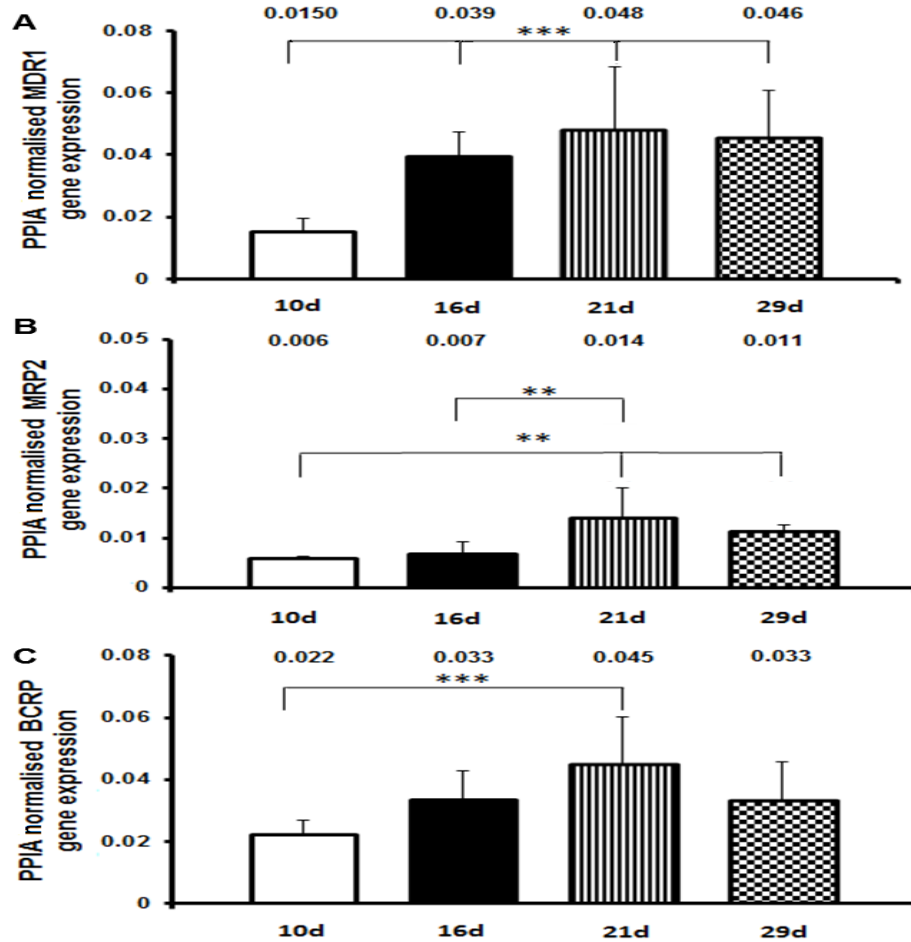 A
0.0150 0.039 0.048 0.046
PPIA normalised MDR1
gene expression
0.08
***
0.06
0.04
0.02
0
10d 16d 21d 29d
B
0.006 0.007 0.014 0.011
PPIA normalised MRP2
gene expression
0.05
0.04
**
0.03
**
0.02
0.01
0
10d 16d 21d 29d
C
0.022 0.033 0.045 0.033
PPIA normalised BCRP
gene expression
0.08
***
0.06
0.04
0.02
0
10d 16d 21d 29d